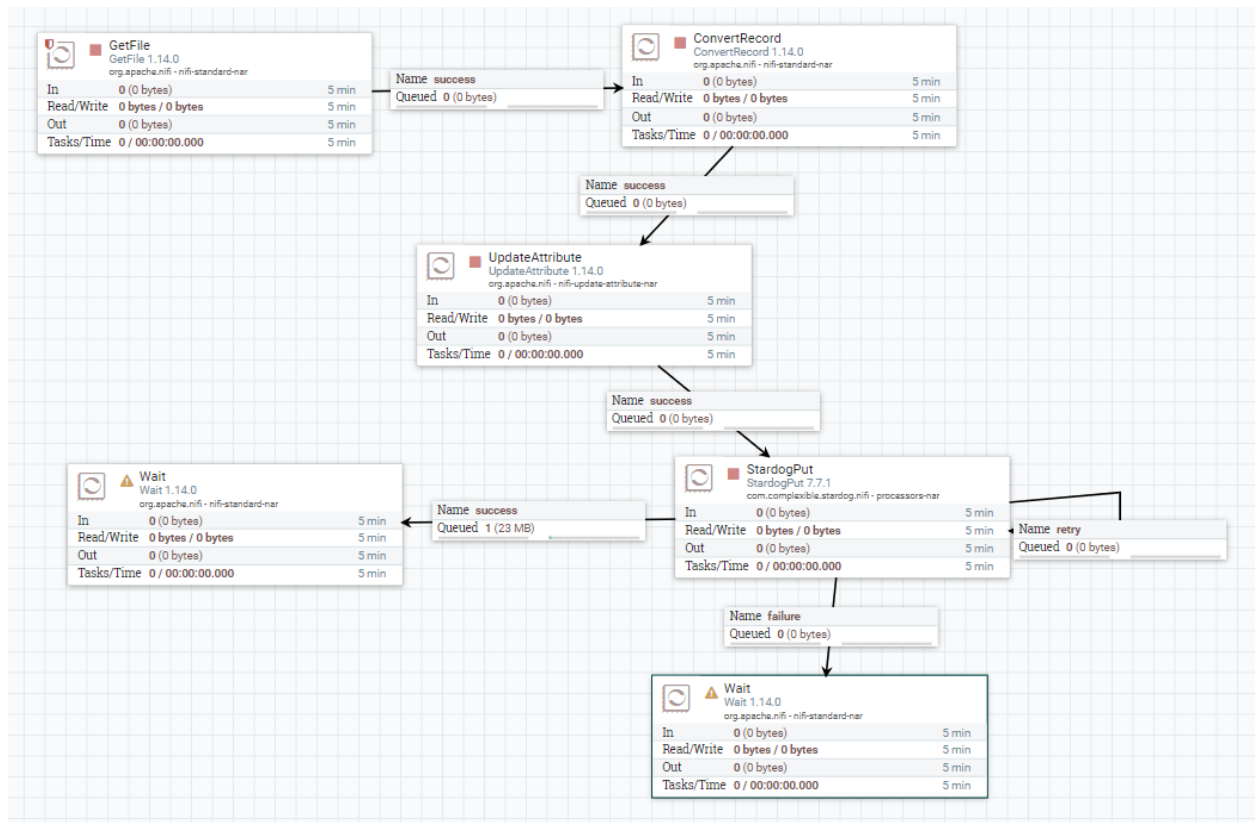 GetFile
GetFile 1.14.0
org.apache.nifi - nifi-standard-nar
In 0 (0 bytes) 5 min
Read/Write 0 bytes / 0 bytes 5 min
Out 0 (0 bytes) 5 min
Tasks/Time 0 / 00:00:00.000 5 min
Name success
Queued 0 (0 bytes)
ConvertRecord
ConvertRecord 1.14.0
org.apache.nifi - nifi-standard-nar
In 0 (0 bytes) 5 min
Read/Write 0 bytes / 0 bytes 5 min
Out 0 (0 bytes) 5 min
Tasks/Time 0 / 00:00:00.000 5 min
Name success
Queued 0 (0 bytes)
UpdateAttribute
UpdateAttribute 1.14.0
org.apache.nifi - nifi-update-attribute-nar
In 0 (0 bytes) 5 min
Read/Write 0 bytes / 0 bytes 5 min
Out 0 (0 bytes) 5 min
Tasks/Time 0 / 00:00:00.000 5 min
Name success
Queued 0 (0 bytes)
StardogPut
StardogPut 7.7.1
com.complexible.stardog.nifi - processors-nar
In 0 (0 bytes) 5 min
Read/Write 0 bytes / 0 bytes 5 min
Out 0 (0 bytes) 5 min
Tasks/Time 0 / 00:00:00.000 5 min
Name retry
Queued 0 (0 bytes)
Name success
Queued 1 (23 MB)
Wait
Wait 1.14.0
org.apache.nifi - nifi-standard-nar
In 0 (0 bytes) 5 min
Read/Write 0 bytes / 0 bytes 5 min
Out 0 (0 bytes) 5 min
Tasks/Time 0 / 00:00:00.000 5 min
Name failure
Queued 0 (0 bytes)
Wait
Wait 1.14.0
org.apache.nifi - nifi-standard-nar
In 0 (0 bytes) 5 min
Read/Write 0 bytes / 0 bytes 5 min
Out 0 (0 bytes) 5 min
Tasks/Time 0 / 00:00:00.000 5 min